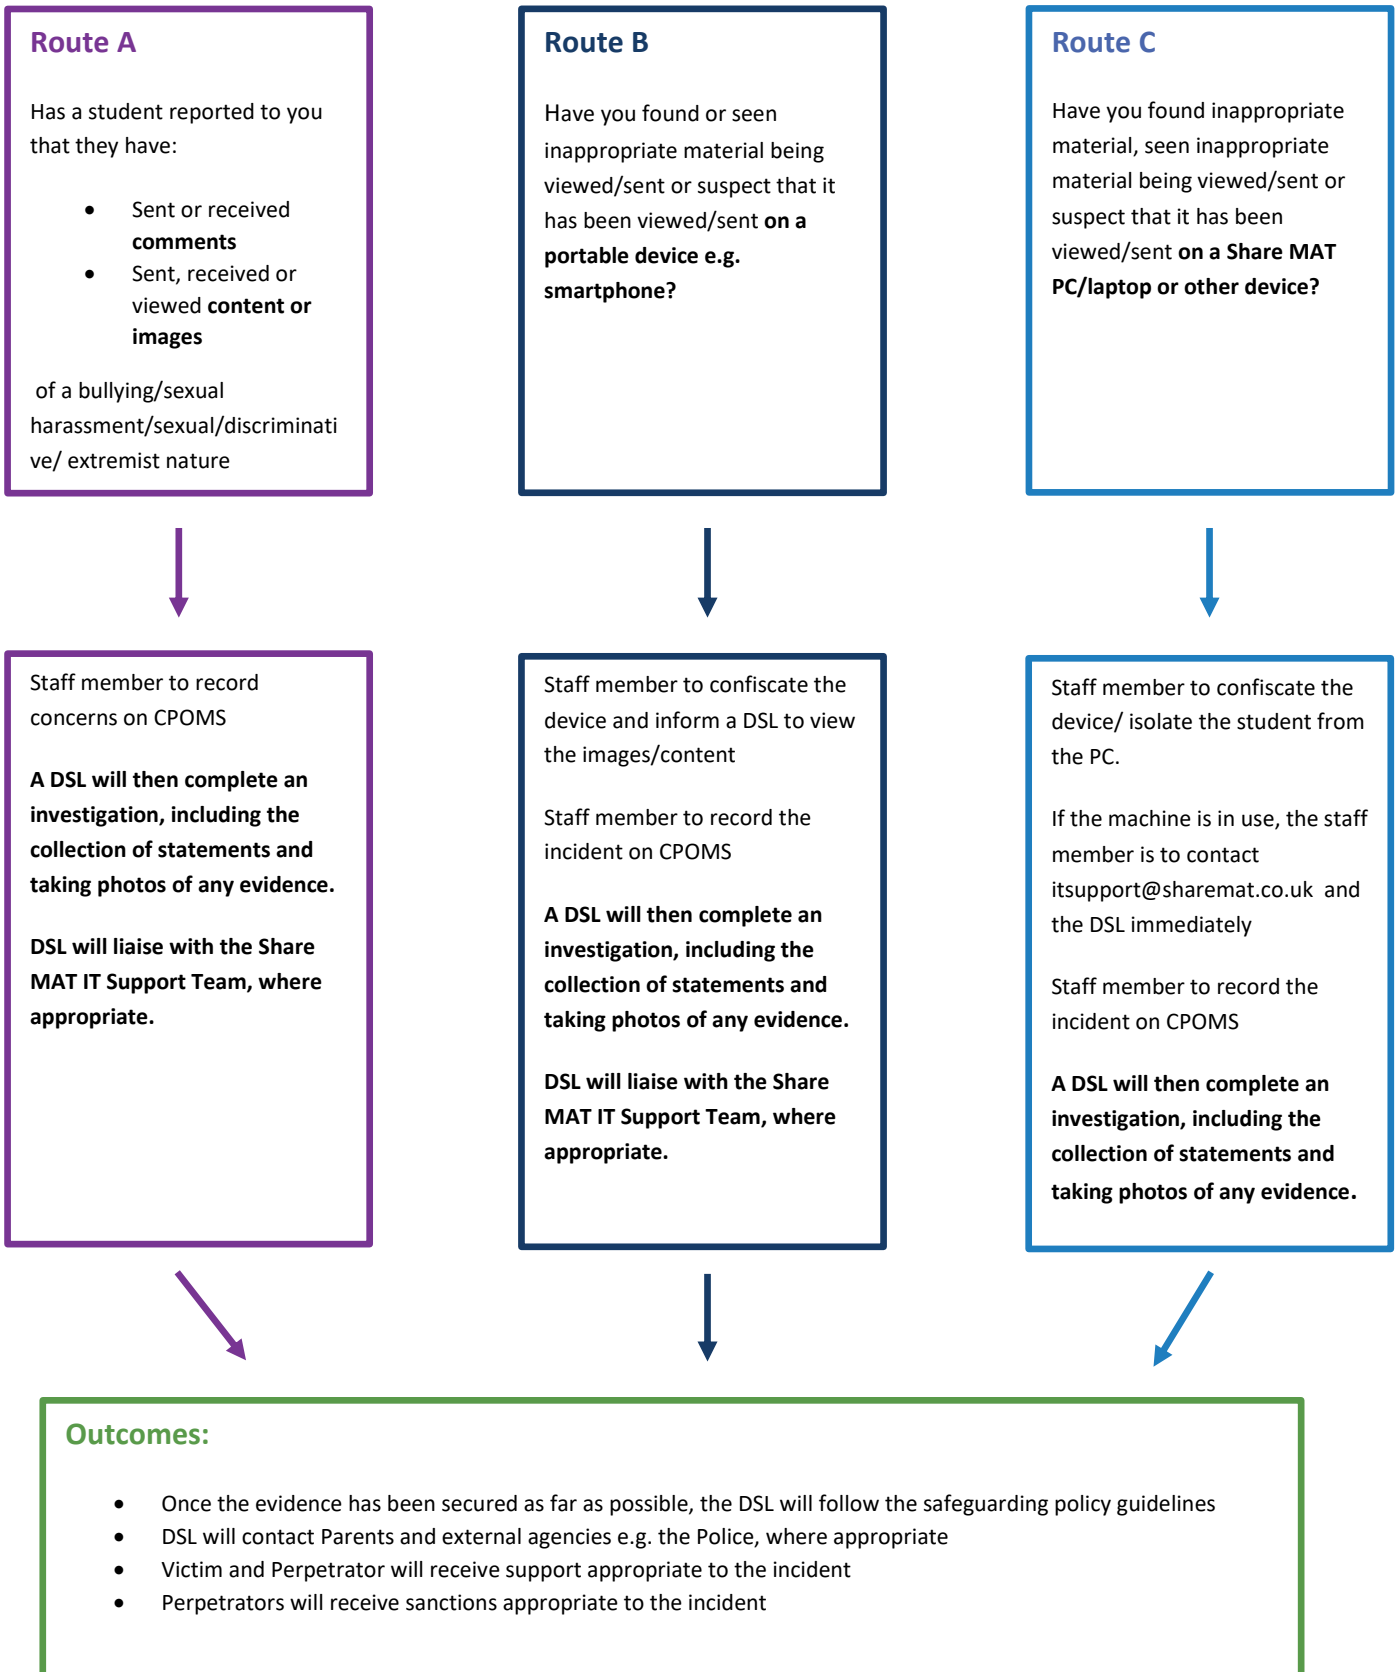 Route A
Has a student reported to you
that they have:
• Sent or received
comments
• Sent, received or
viewed content or
images
of a bullying/sexual
harassment/sexual/discriminati
ve/ extremist nature
Route B
Have you found or seen
inappropriate material being
viewed/sent or suspect that it
has been viewed/sent on a
portable device e.g.
smartphone?
Route C
Have you found inappropriate
material, seen inappropriate
material being viewed/sent or
suspect that it has been
viewed/sent on a Share MAT
PC/laptop or other device?
Staff member to record
concerns on CPOMS
A DSL will then complete an
investigation, including the
collection of statements and
taking photos of any evidence.
DSL will liaise with the Share
MAT IT Support Team, where
appropriate.
Staff member to confiscate the
device and inform a DSL to view
the images/content
Staff member to record the
incident on CPOMS
A DSL will then complete an
investigation, including the
collection of statements and
taking photos of any evidence.
DSL will liaise with the Share
MAT IT Support Team, where
appropriate.
Staff member to confiscate the
device/ isolate the student from
the PC.
If the machine is in use, the staff
member is to contact
itsupport@sharemat.co.uk and
the DSL immediately
Staff member to record the
incident on CPOMS
A DSL will then complete an
investigation, including the
collection of statements and
taking photos of any evidence.
Outcomes:
• Once the evidence has been secured as far as possible, the DSL will follow the safeguarding policy guidelines
• DSL will contact Parents and external agencies e.g. the Police, where appropriate
• Victim and Perpetrator will receive support appropriate to the incident
• Perpetrators will receive sanctions appropriate to the incident